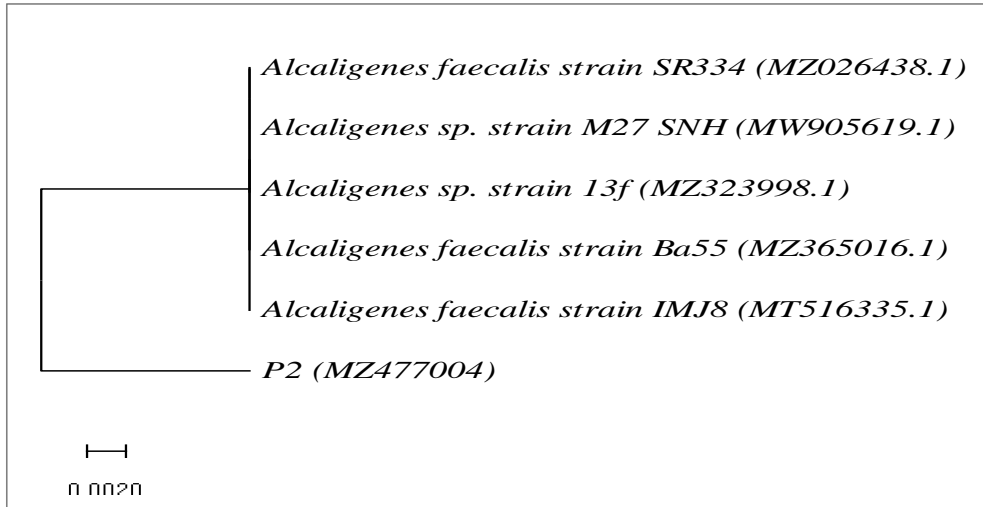 Alcaligenes faecalis strain SR334 (MZ026438.1)
Alcaligenes sp. strain M27 SNH (MW905619.1)
Alcaligenes sp. strain 13f (MZ323998.1)
Alcaligenes faecalis strain Ba55 (MZ365016.1)
Alcaligenes faecalis strain IMJ8 (MT516335.1)
P2 (MZ477004)
0.0020